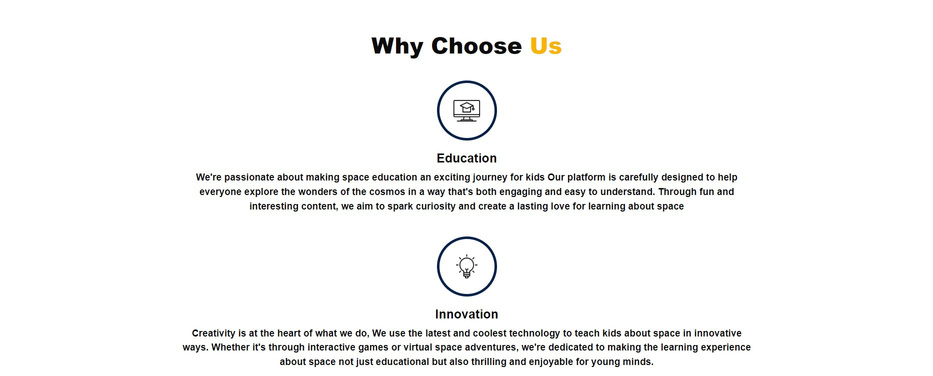 Why Choose Us
Education
We're passionate about making space education an exciting journey for kids Our platform is carefully designed to help
everyone explore the wonders of the cosmos in a way that's both engaging and easy to understand. Through fun and
interesting content, we aim to spark curiosity and create a lasting love for learning about space
Innovation
Creativity is at the heart of what we do, We use the latest and coolest technology to teach kids about space in innovative
ways. Whether it's through interactive games or virtual space adventures, we're dedicated to making the learning experience
about space not just educational but also thrilling and enjoyable for young minds.